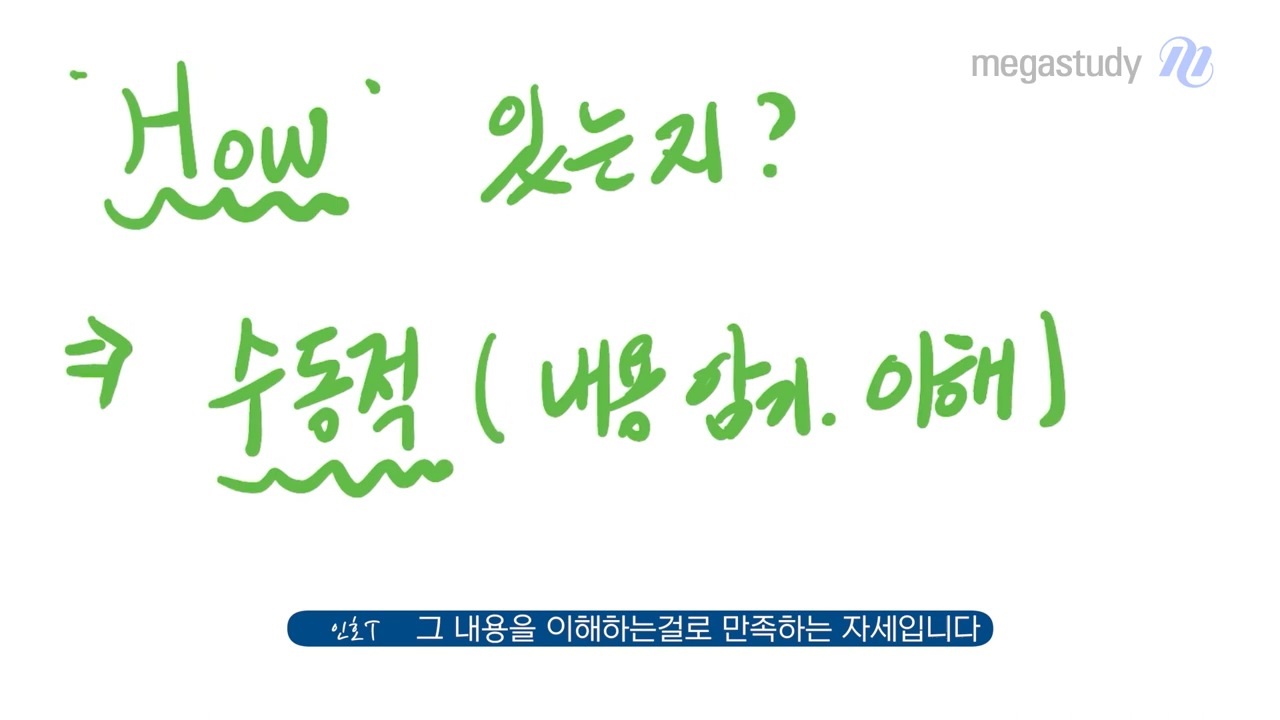 megastudy
'How' 있는지?
⇒ 수동적 (내용 암기. 이해)
인호T 그 내용을 이해하는걸로 만족하는 자세입니다